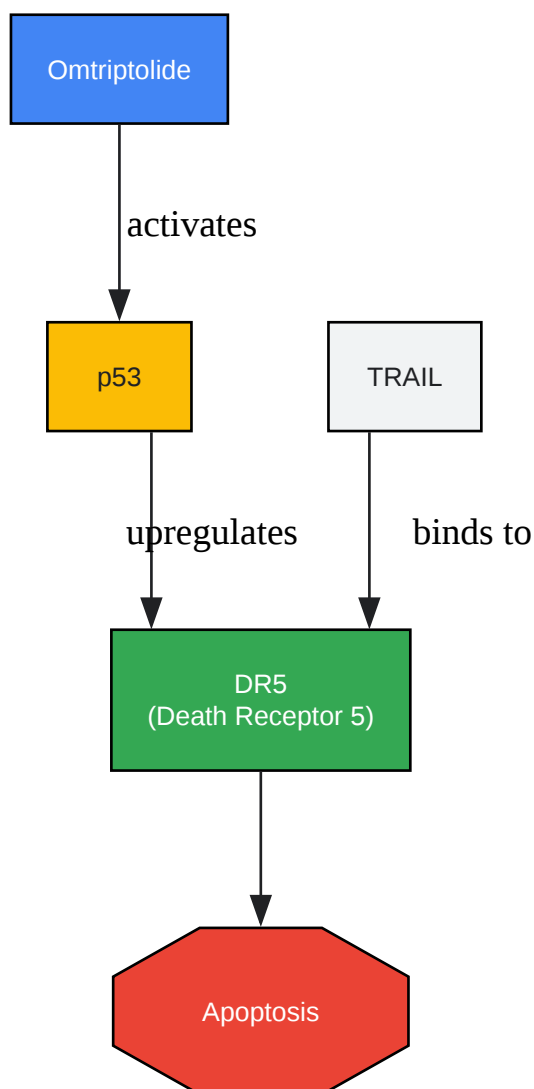 Omtriptolide
activates
p53
TRAIL
upregulates
binds to
DR5
(Death Receptor 5)
Apoptosis